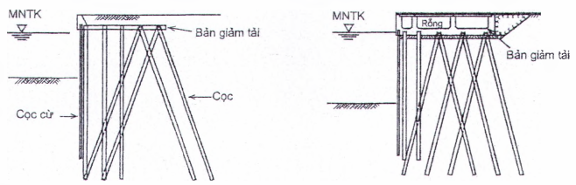 MNTK
Bản giảm tải
Cọc
Cọc cừ
MNTK
Rỗng
Bản giảm tải